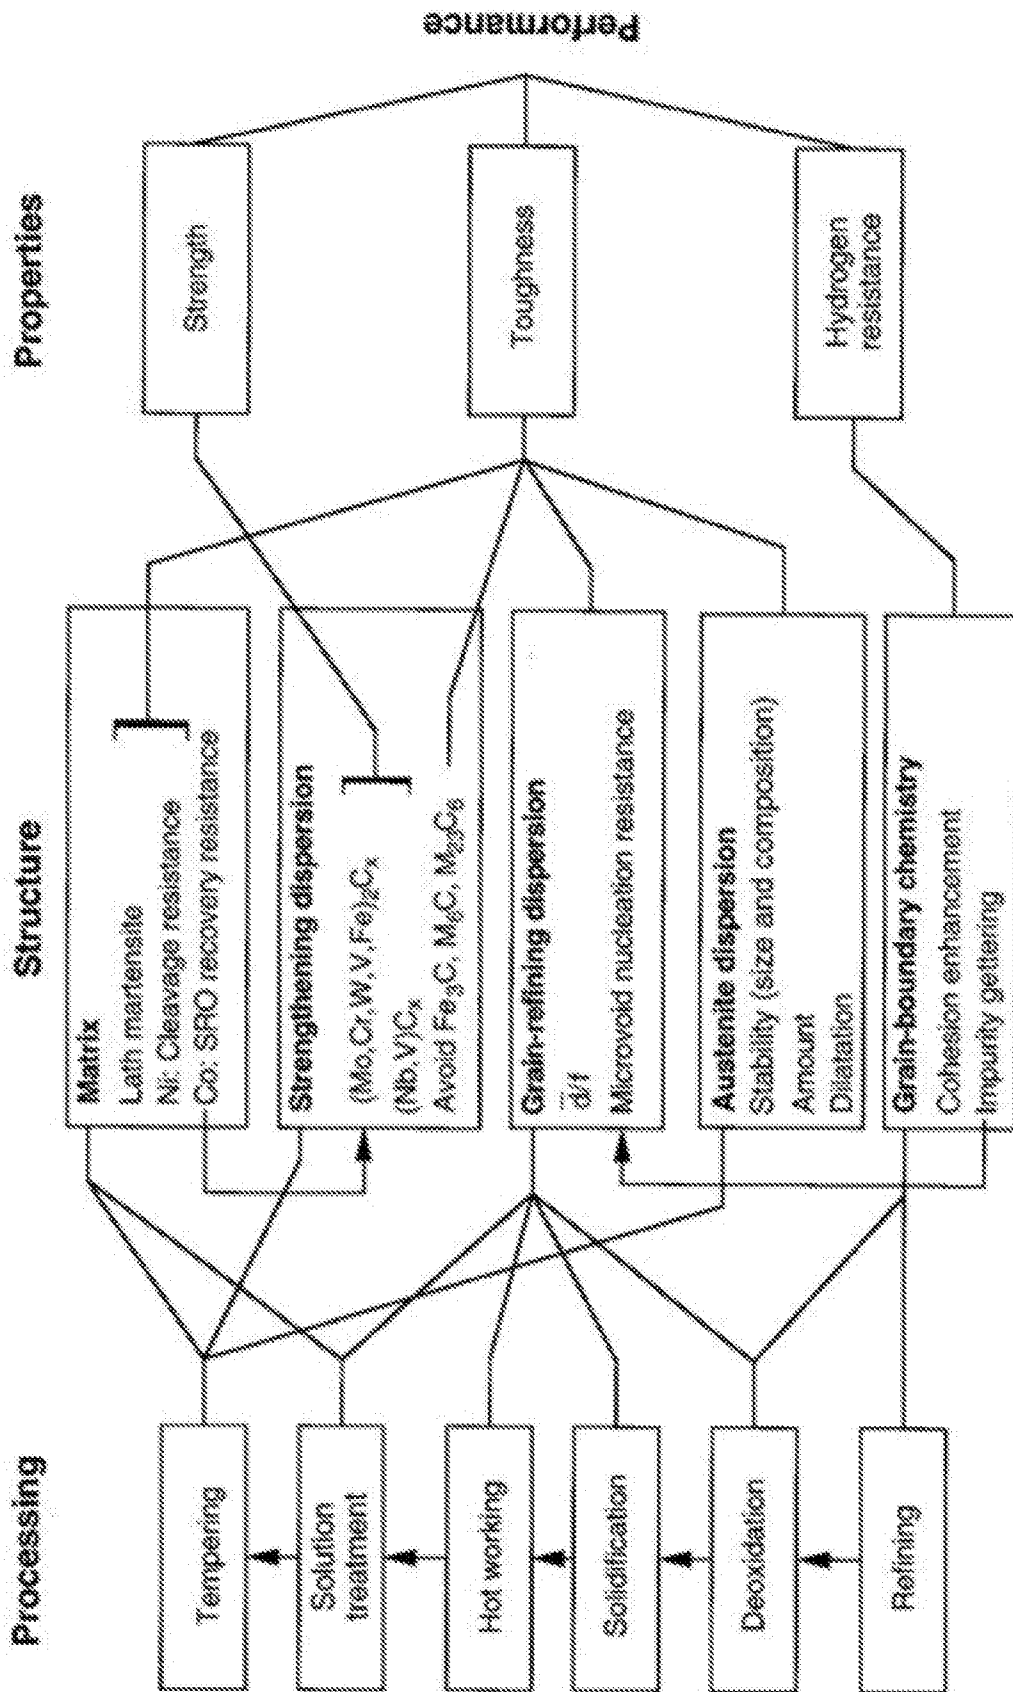 Processing
Structure
Properties
Performance
Tempering
Solution
treatment
Hot working
Solidification
Deoxidation
Refining
Matrix
Lath martensite
Ni: Cleavage resistance
Co: SRO recovery resistance
Strengthening dispersion
(Mo,Cr,W,V,Fe)₂Cₓ
(Nb,V)Cₓ
Avoid Fe₃C, M₆C, M₂₃C₆
Grain-refining dispersion
d̄/f
Microvoid nucleation resistance
Austenite dispersion
Stability (size and composition)
Amount
Dilatation
Grain-boundary chemistry
Cohesion enhancement
Impurity gettering
Strength
Toughness
Hydrogen
resistance